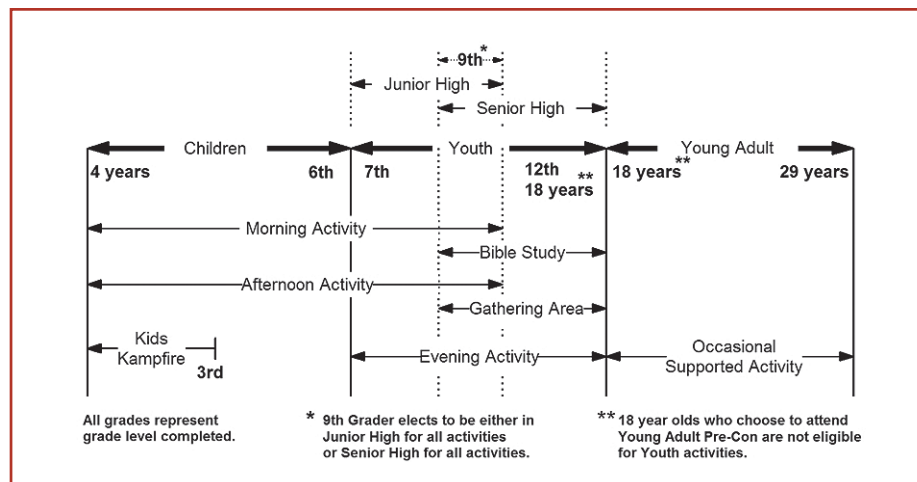 9th*
Junior High
Senior High
Children Youth Young Adult
4 years 6th 7th 12th 18 years** 29 years
18 years**
Morning Activity
Bible Study
Afternoon Activity
Gathering Area
Kids
Kampfire
3rd
Evening Activity
Occasional
Supported Activity
All grades represent
grade level completed.
* 9th Grader elects to be either in
Junior High for all activities
or Senior High for all activities.
** 18 year olds who choose to attend
Young Adult Pre-Con are not eligible
for Youth activities.